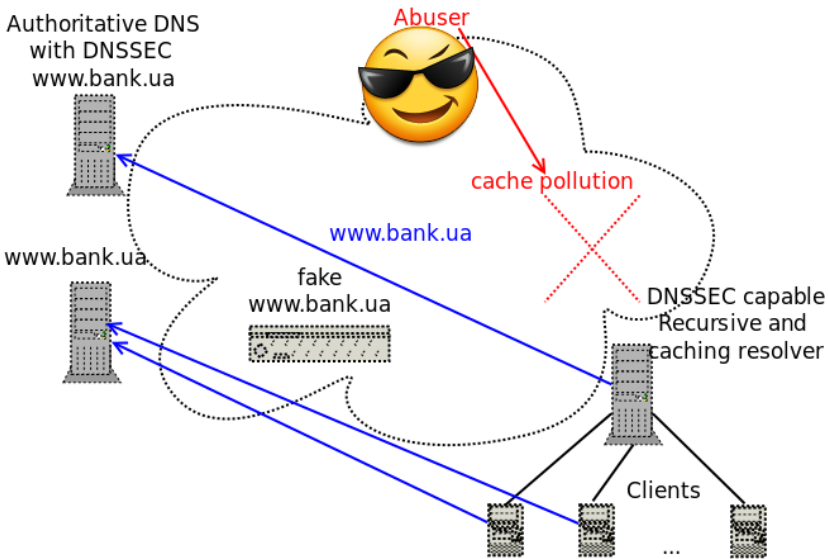 Authoritative DNS
with DNSSEC
www.bank.ua
Abuser
cache pollution
www.bank.ua
www.bank.ua
fake
www.bank.ua
DNSSEC capable
Recursive and
caching resolver
Clients
...